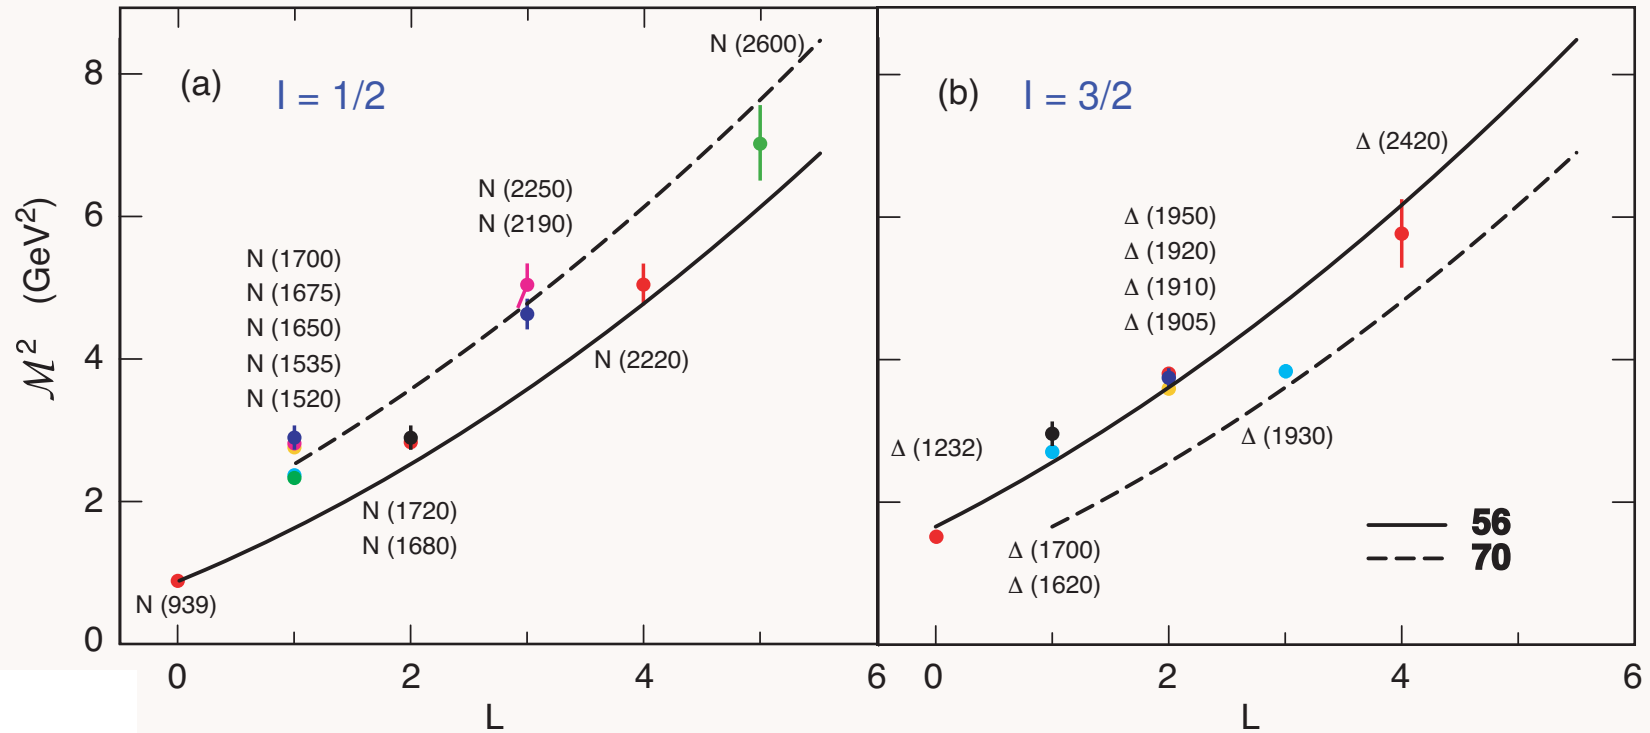 (a) I = 1/2
N (2600)
N (2250)
N (2190)
N (1700)
N (1675)
N (1650)
N (1535)
N (1520)
N (2220)
N (1720)
N (1680)
N (939)
8
6
4
2
0
ℳ² (GeV²)
0 2 4 6
L
(b) I = 3/2
Δ (2420)
Δ (1950)
Δ (1920)
Δ (1910)
Δ (1905)
Δ (1232)
Δ (1930)
Δ (1700)
Δ (1620)
56
70
0 2 4 6
L